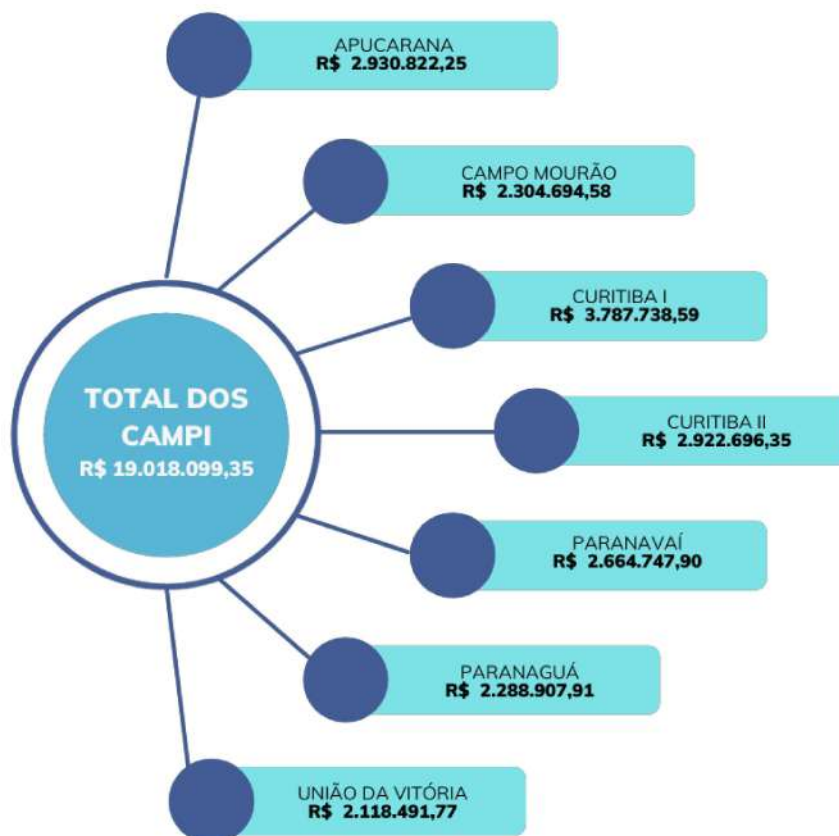 APUCARANA
R$ 2.930.822,25
CAMPO MOURÃO
R$ 2.304.694,58
CURITIBA I
R$ 3.787.738,59
TOTAL DOS
CAMPI
R$ 19.018.099,35
CURITIBA II
R$ 2.922.696,35
PARANAVAÍ
R$ 2.664.747,90
PARANAGUÁ
R$ 2.288.907,91
UNIÃO DA VITÓRIA
R$ 2.118.491,77